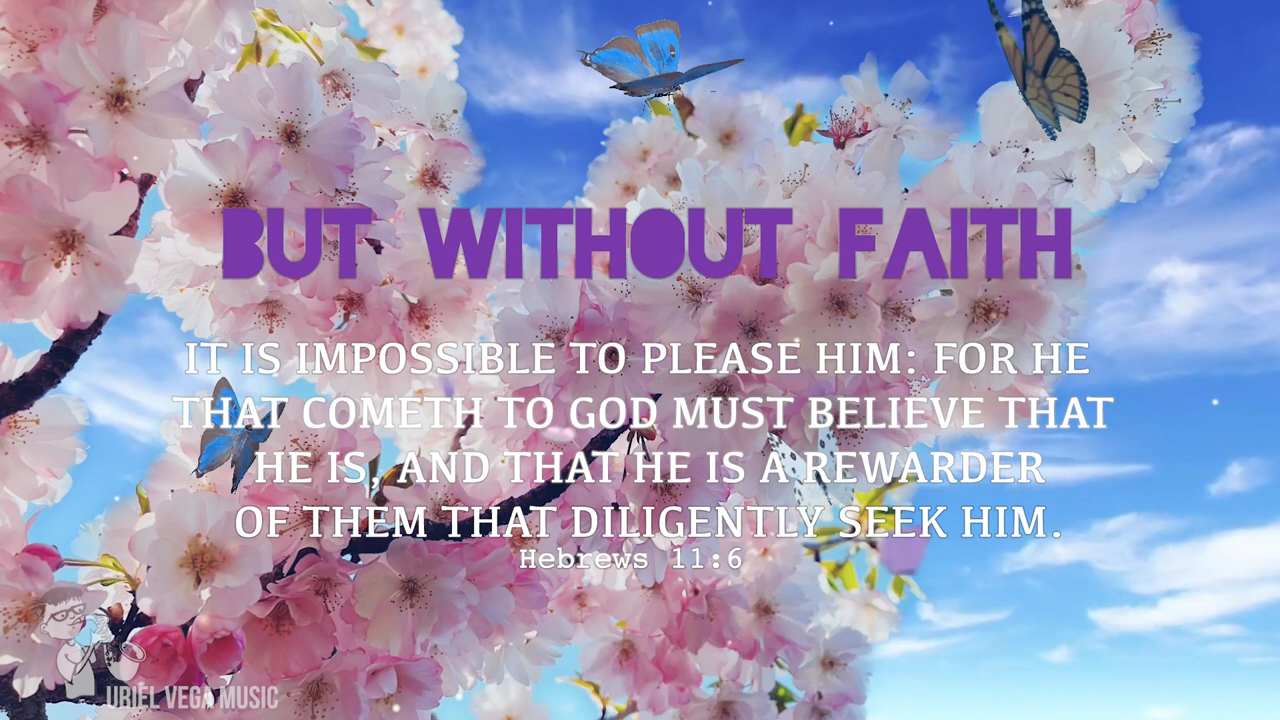 BUT WITHOUT FAITH
IT IS IMPOSSIBLE TO PLEASE HIM: FOR HE
THAT COMETH TO GOD MUST BELIEVE THAT
HE IS, AND THAT HE IS A REWARDER
OF THEM THAT DILIGENTLY SEEK HIM.
Hebrews 11:6
URIEL VEGA MUSIC